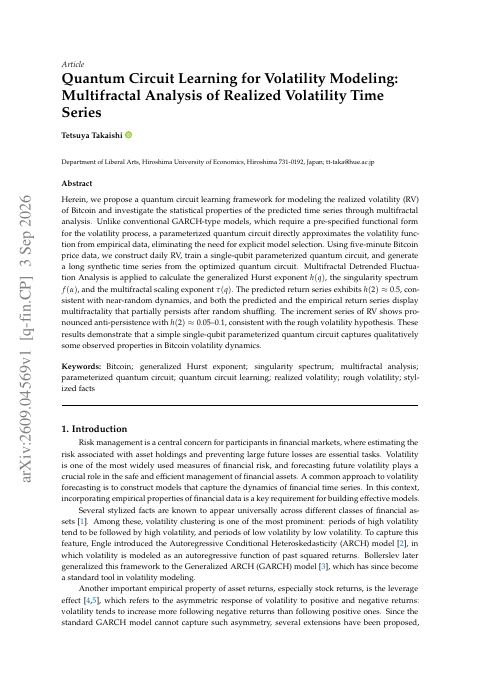 arXiv:2609.04569v1 [q-fin.CP] 3 Sep 2026
Article
Quantum Circuit Learning for Volatility Modeling:
Multifractal Analysis of Realized Volatility Time
Series
Tetsuya Takaishi
Department of Liberal Arts, Hiroshima University of Economics, Hiroshima 731-0192, Japan; tt-taka@hue.ac.jp
Abstract
Herein, we propose a quantum circuit learning framework for modeling the realized volatility (RV)
of Bitcoin and investigate the statistical properties of the predicted time series through multifractal
analysis. Unlike conventional GARCH-type models, which require a pre-specified functional form
for the volatility process, a parameterized quantum circuit directly approximates the volatility func-
tion from empirical data, eliminating the need for explicit model selection. Using five-minute Bitcoin
price data, we construct daily RV, train a single-qubit parameterized quantum circuit, and generate
a long synthetic time series from the optimized quantum circuit. Multifractal Detrended Fluctua-
tion Analysis is applied to calculate the generalized Hurst exponent h(q), the singularity spectrum
f(α), and the multifractal scaling exponent τ(q). The predicted return series exhibits h(2) ≈ 0.5, con-
sistent with near-random dynamics, and both the predicted and the empirical return series display
multifractality that partially persists after random shuffling. The increment series of RV shows pro-
nounced anti-persistence with h(2) ≈ 0.05–0.1, consistent with the rough volatility hypothesis. These
results demonstrate that a simple single-qubit parameterized quantum circuit captures qualitatively
some observed properties in Bitcoin volatility dynamics.
Keywords: Bitcoin; generalized Hurst exponent; singularity spectrum; multifractal analysis;
parameterized quantum circuit; quantum circuit learning; realized volatility; rough volatility; styl-
ized facts
1. Introduction
Risk management is a central concern for participants in financial markets, where estimating the
risk associated with asset holdings and preventing large future losses are essential tasks. Volatility
is one of the most widely used measures of financial risk, and forecasting future volatility plays a
crucial role in the safe and efficient management of financial assets. A common approach to volatility
forecasting is to construct models that capture the dynamics of financial time series. In this context,
incorporating empirical properties of financial data is a key requirement for building effective models.
Several stylized facts are known to appear universally across different classes of financial as-
sets [1]. Among these, volatility clustering is one of the most prominent: periods of high volatility
tend to be followed by high volatility, and periods of low volatility by low volatility. To capture this
feature, Engle introduced the Autoregressive Conditional Heteroskedasticity (ARCH) model [2], in
which volatility is modeled as an autoregressive function of past squared returns. Bollerslev later
generalized this framework to the Generalized ARCH (GARCH) model [3], which has since become
a standard tool in volatility modeling.
Another important empirical property of asset returns, especially stock returns, is the leverage
effect [4,5], which refers to the asymmetric response of volatility to positive and negative returns:
volatility tends to increase more following negative returns than following positive ones. Since the
standard GARCH model cannot capture such asymmetry, several extensions have been proposed,